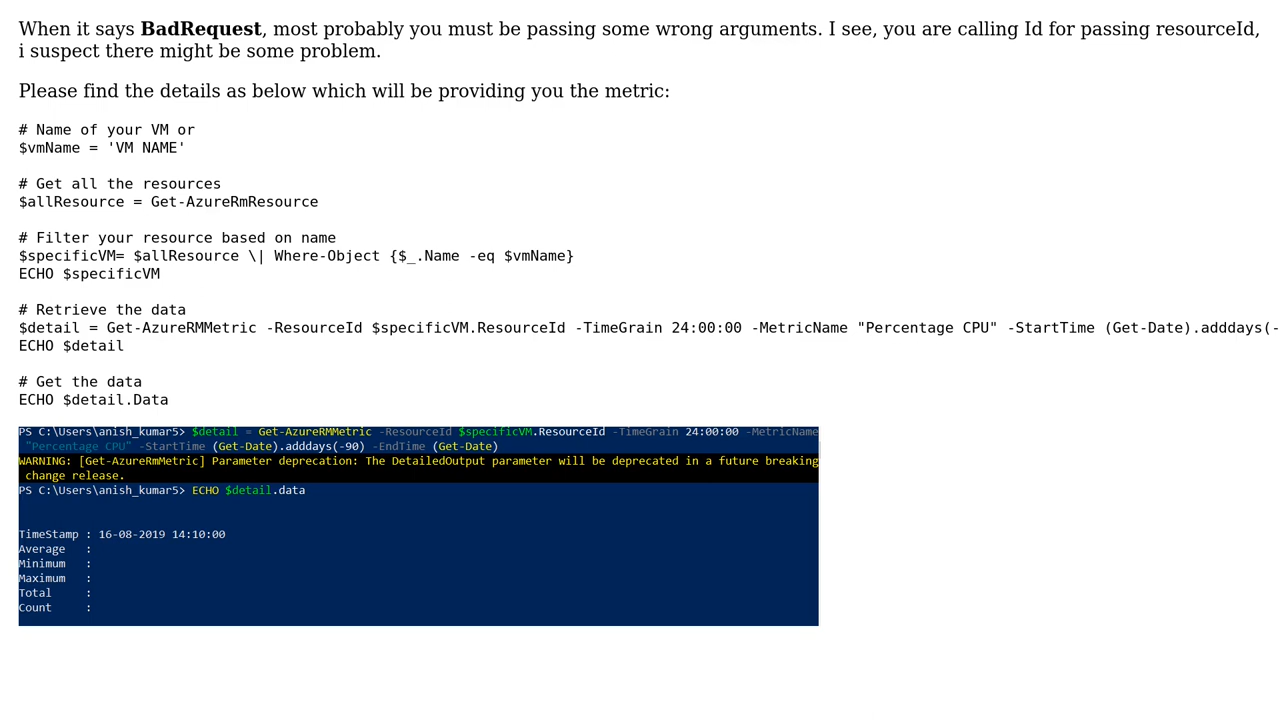 When it says BadRequest, most probably you must be passing some wrong arguments. I see, you are calling Id for passing resourceId,
i suspect there might be some problem.
Please find the details as below which will be providing you the metric:
# Name of your VM or
$vmName = 'VM NAME'
# Get all the resources
$allResource = Get-AzureRmResource
# Filter your resource based on name
$specificVM= $allResource \| Where-Object {$_.Name -eq $vmName}
ECHO $specificVM
# Retrieve the data
$detail = Get-AzureRMMetric -ResourceId $specificVM.ResourceId -TimeGrain 24:00:00 -MetricName "Percentage CPU" -StartTime (Get-Date).adddays(-
ECHO $detail
# Get the data
ECHO $detail.Data
PS C:\Users\anish_kumar5> $detail = Get-AzureRMMetric -ResourceId $specificVM.ResourceId -TimeGrain 24:00:00 -MetricName
"Percentage CPU" -StartTime (Get-Date).adddays(-90) -EndTime (Get-Date)
WARNING: [Get-AzureRmMetric] Parameter deprecation: The DetailedOutput parameter will be deprecated in a future breaking
change release.
PS C:\Users\anish_kumar5> ECHO $detail.data
TimeStamp : 16-08-2019 14:10:00
Average :
Minimum :
Maximum :
Total :
Count :